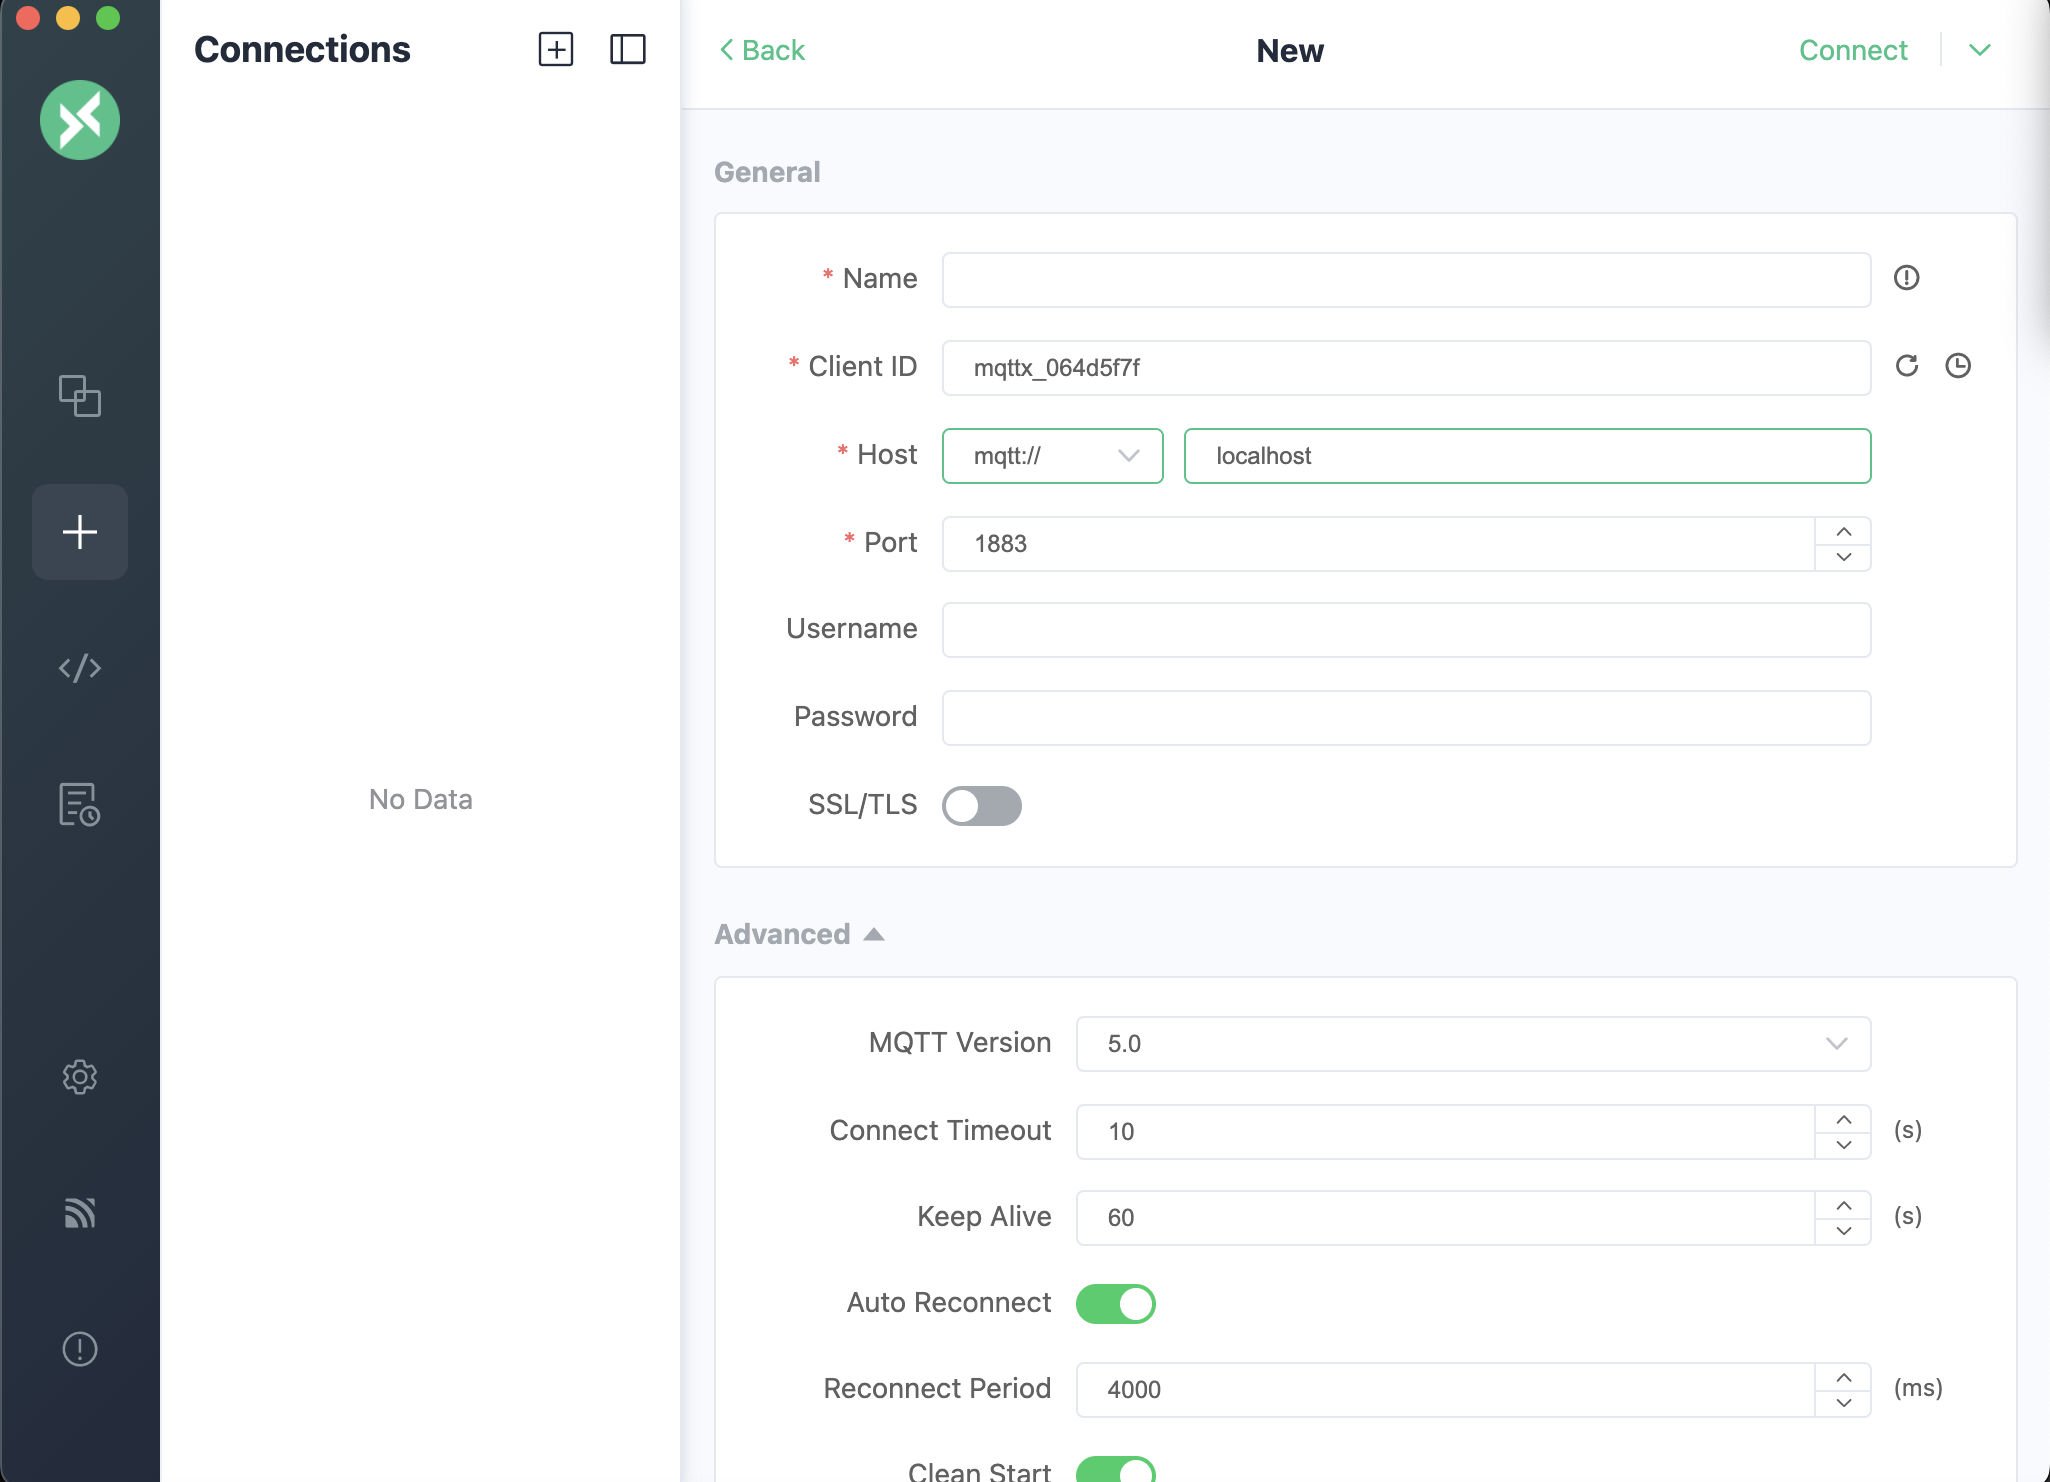 Connections
Back
New
Connect
General
* Name
* Client ID
mqttx_064d5f7f
* Host
mqtt://
localhost
* Port
1883
Username
Password
SSL/TLS
No Data
Advanced
MQTT Version
5.0
Connect Timeout
10
(s)
Keep Alive
60
(s)
Auto Reconnect
Reconnect Period
4000
(ms)
Clean Start